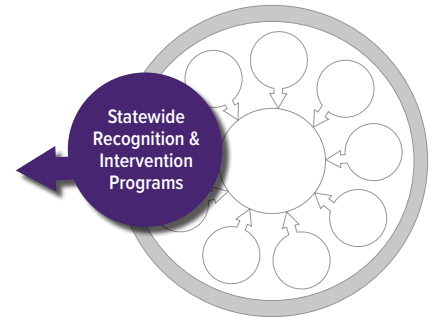 Statewide
Recognition &
Intervention
Programs